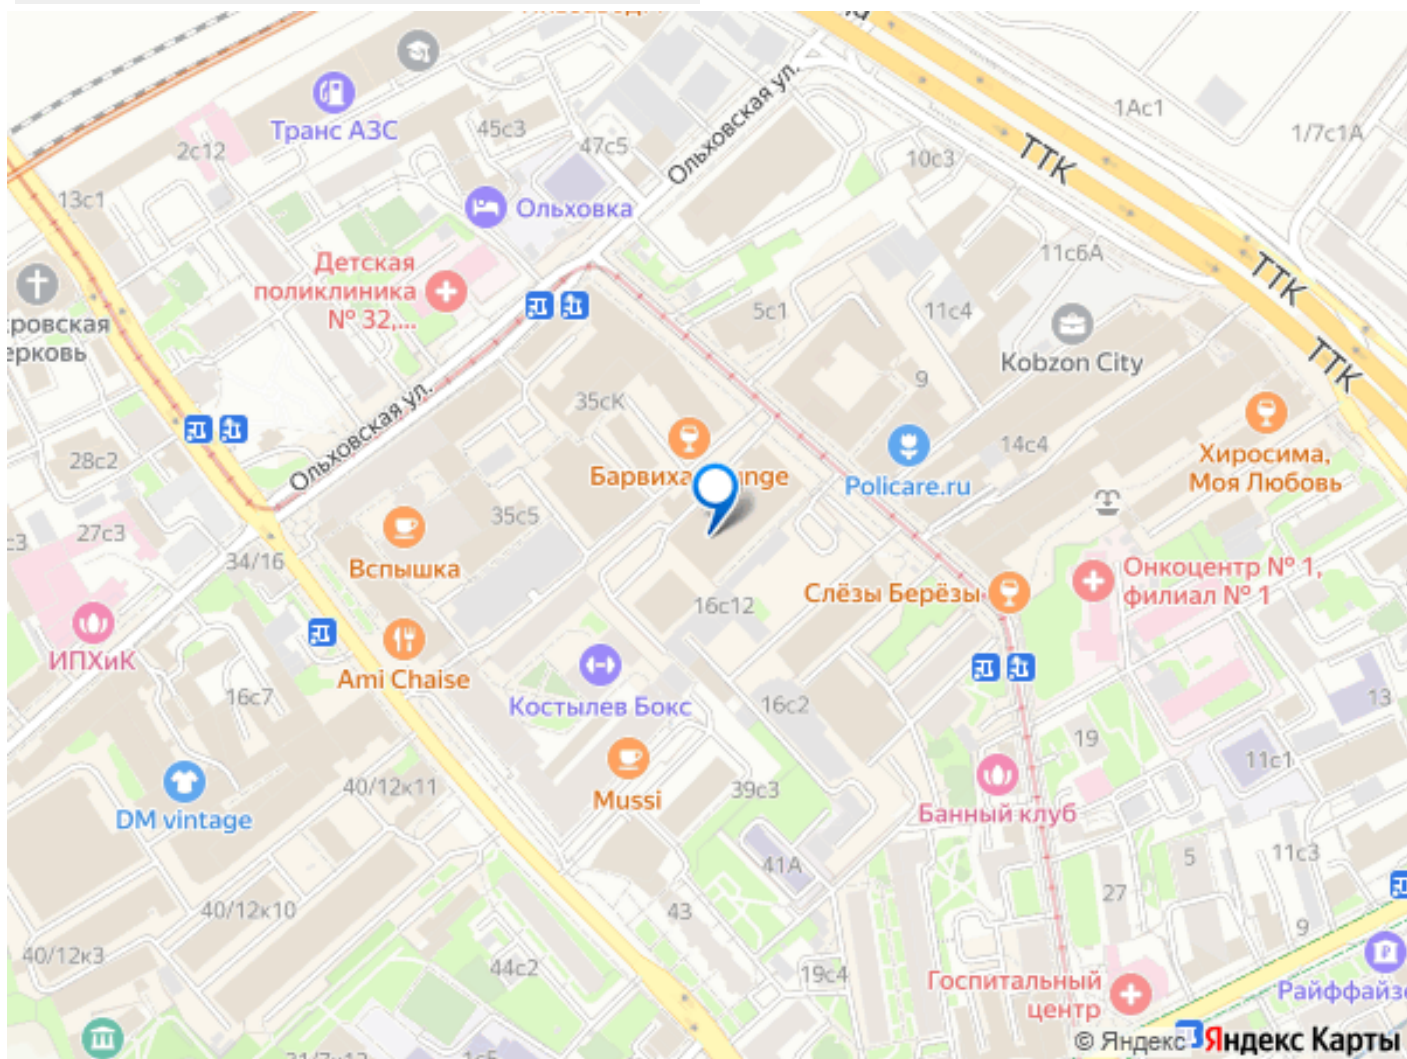 Транс АЗС
2с12
45с3
47с5
Ольховская ул.
ТТК
1Ас1
1/7с1А
10с3
13с1
Ольховка
11с6А
ТТК
Детская
поликлиника
№ 32,...
5с1
11с4
Kobzon City
ТТК
ровская
ерковь
9
35сК
Ольховская ул.
28с2
14с4
Хиросима,
Моя Любовь
Барвиха
nge
Policare.ru
27с3
35с5
34/16
Вспышка
16с12
Слёзы Берёзы
Онкоцентр № 1,
филиал № 1
ИПХиК
Ami Chaise
16с7
Костылев Бокс
16с2
13
19
11с1
40/12к11
Mussi
39с3
DM vintage
Банный клуб
41А
5
11с3
40/12к10
43
27
9
40/12к3
44с2
19с4
Госпитальный
центр
Райффайз
© Яндекс
Яндекс Карты